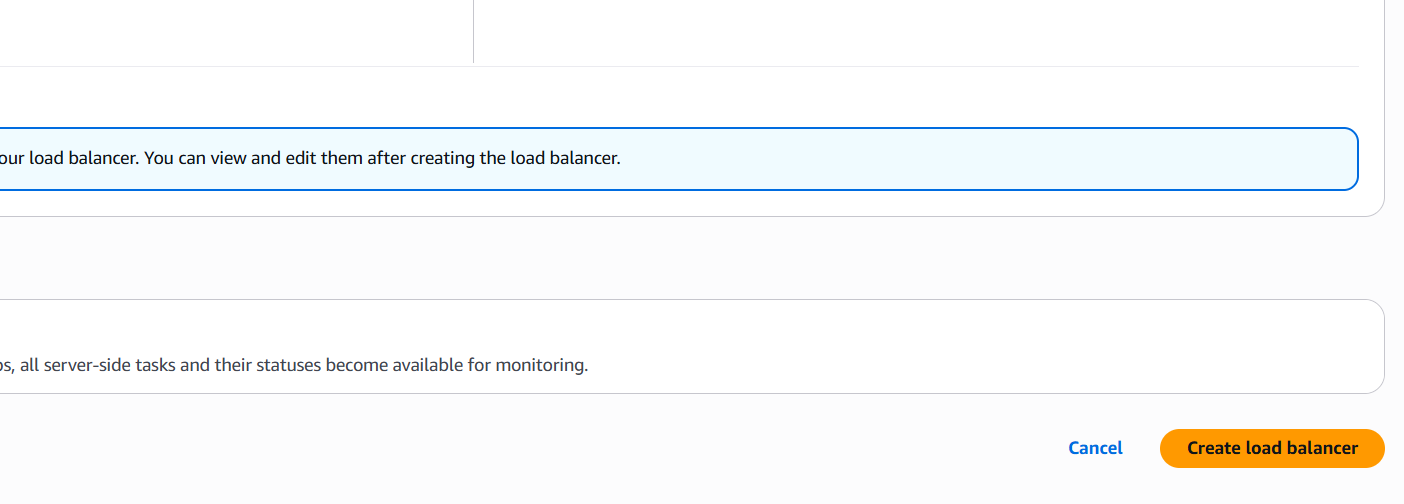 our load balancer. You can view and edit them after creating the load balancer.
s, all server-side tasks and their statuses become available for monitoring.
Cancel
Create load balancer